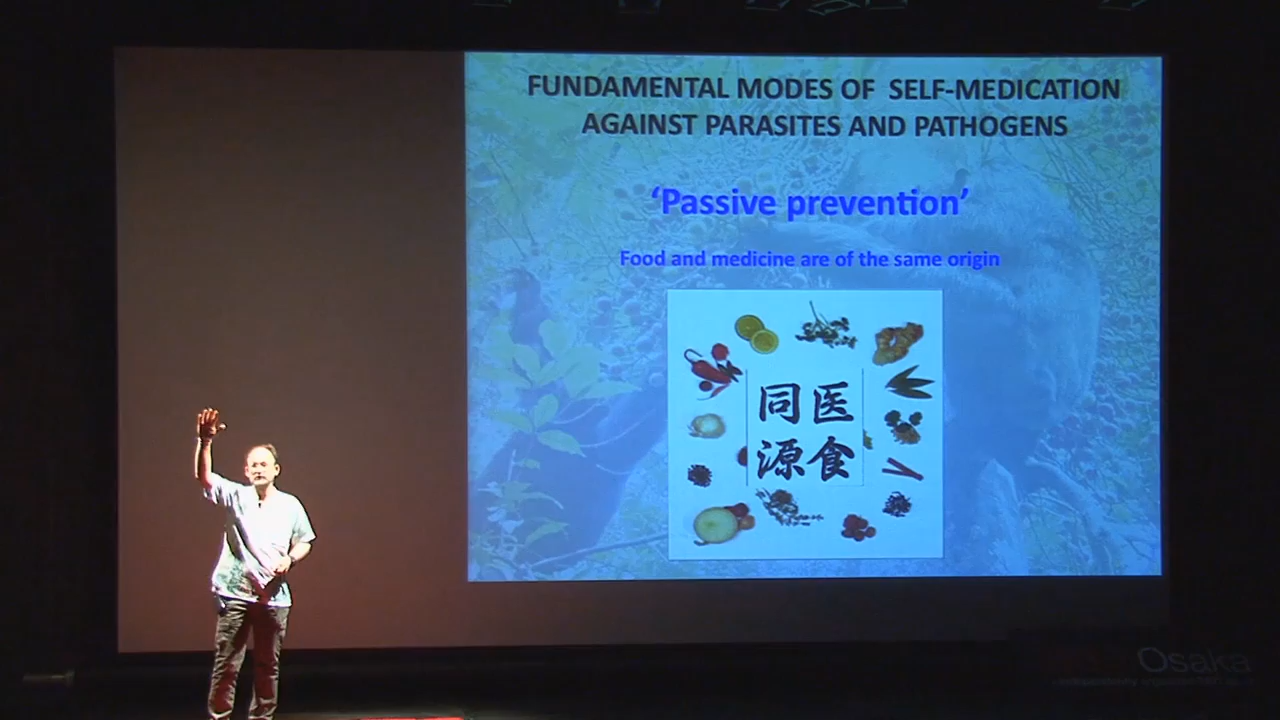 FUNDAMENTAL MODES OF SELF-MEDICATION
AGAINST PARASITES AND PATHOGENS
‘Passive prevention’
Food and medicine are of the same origin
同医
源食
Osaka